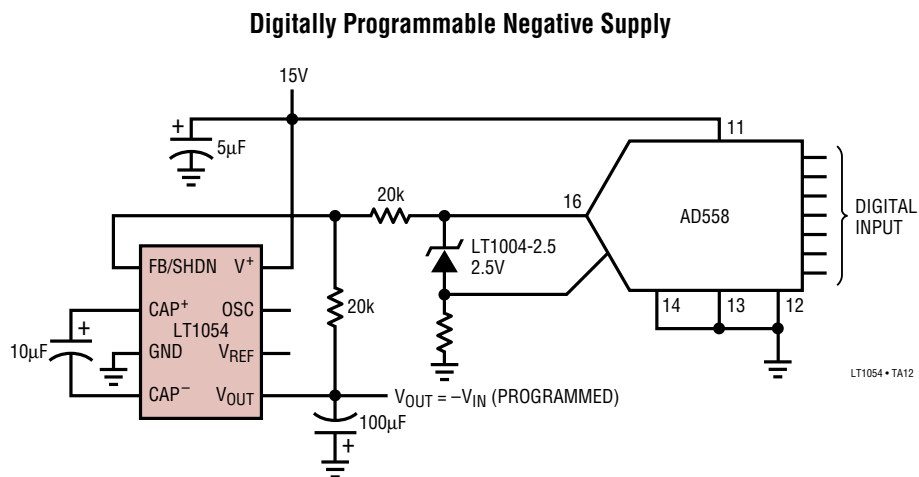 Digitally Programmable Negative Supply
15V
+
5µF
11
20k
16
AD558
DIGITAL
INPUT
LT1004-2.5
2.5V
FB/SHDN V+
20k
14 13 12
CAP+ OSC
+
LT1054
10µF
GND VREF
LT1054 • TA12
CAP– VOUT
VOUT = –VIN (PROGRAMMED)
100µF
+